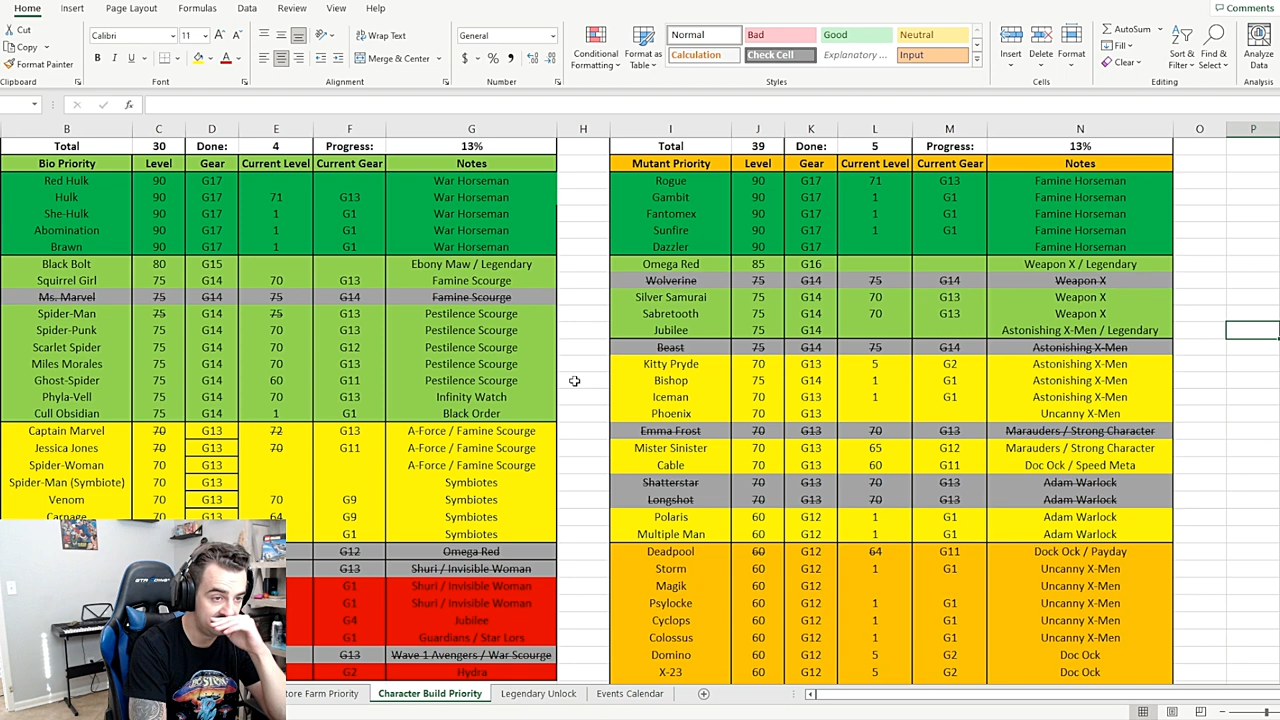 Home Insert Page Layout Formulas Data Review View Help Comments
Cut
Copy
Format Painter
Clipboard
Calibri 11
B I U
Font
Wrap Text
Merge & Center
Alignment
General
$ % ,
Number
Conditional Formatting
Format as Table
Normal Bad Good Neutral
Calculation Check Cell Explanatory ... Input
Styles
Insert Delete Format
Cells
AutoSum
Fill
Clear
Sort & Filter
Find & Select
Editing
Analyze Data
Analysis
fx
B C D E F G H I J K L M N O P
Total 30 Done: 4 Progress: 13% Total 39 Done: 5 Progress: 13%
Bio Priority Level Gear Current Level Current Gear Notes Mutant Priority Level Gear Current Level Current Gear Notes
Red Hulk 90 G17 War Horseman Rogue 90 G17 71 G13 Famine Horseman
Hulk 90 G17 71 G13 War Horseman Gambit 90 G17 1 G1 Famine Horseman
She-Hulk 90 G17 1 G1 War Horseman Fantomex 90 G17 1 G1 Famine Horseman
Abomination 90 G17 1 G1 War Horseman Sunfire 90 G17 1 G1 Famine Horseman
Brawn 90 G17 1 G1 War Horseman Dazzler 90 G17 Famine Horseman
Black Bolt 80 G15 Ebony Maw / Legendary Omega Red 85 G16 Weapon X / Legendary
Squirrel Girl 75 G14 70 G13 Famine Scourge Wolverine 75 G14 75 G14 Weapon X
Ms. Marvel 75 G14 75 G14 Famine Scourge Silver Samurai 75 G14 70 G13 Weapon X
Spider-Man 75 G14 75 G13 Pestilence Scourge Sabretooth 75 G14 70 G13 Weapon X
Spider-Punk 75 G14 70 G13 Pestilence Scourge Jubilee 75 G14 Astonishing X-Men / Legendary
Scarlet Spider 75 G14 70 G12 Pestilence Scourge Beast 75 G14 75 G14 Astonishing X-Men
Miles Morales 75 G14 70 G13 Pestilence Scourge Kitty Pryde 75 G13 5 G2 Astonishing X-Men
Ghost-Spider 75 G14 60 G11 Pestilence Scourge Bishop 75 G14 1 G1 Astonishing X-Men
Phyla-Vell 75 G14 70 G13 Infinity Watch Iceman 70 G13 1 G1 Astonishing X-Men
Cull Obsidian 75 G14 1 G1 Black Order Phoenix 70 G13 Uncanny X-Men
Captain Marvel 70 G13 72 G13 A-Force / Famine Scourge Emma Frost 70 G13 70 G13 Marauders / Strong Character
Jessica Jones 70 G13 70 G11 A-Force / Famine Scourge Mister Sinister 70 G13 65 G12 Marauders / Strong Character
Spider-Woman 70 G13 A-Force / Famine Scourge Cable 70 G13 60 G11 Doc Ock / Speed Meta
Spider-Man (Symbiote) 70 G13 Symbiotes Shatterstar 70 G13 70 G13 Adam Warlock
Venom 70 G13 70 G9 Symbiotes Longshot 70 G13 70 G13 Adam Warlock
Carnage 70 G13 64 G9 Symbiotes Polaris 60 G12 1 G1 Adam Warlock
G1 Symbiotes Multiple Man 60 G12 1 G1 Adam Warlock
G12 Omega Red Deadpool 60 G12 64 G11 Dock Ock / Payday
G13 Shuri / Invisible Woman Storm 60 G12 1 G1 Uncanny X-Men
G1 Shuri / Invisible Woman Magik 60 G12 Uncanny X-Men
G1 Shuri / Invisible Woman Psylocke 60 G12 1 G1 Uncanny X-Men
G4 Jubilee Cyclops 60 G12 1 G1 Uncanny X-Men
G1 Guardians / Star Lors Colossus 60 G12 1 G1 Uncanny X-Men
G13 Wave 1 Avengers / War Scourge Domino 60 G12 5 G2 Doc Ock
G2 Hydra X-23 60 G12 5 G2 Doc Ock
tore Farm Priority Character Build Priority Legendary Unlock Events Calendar